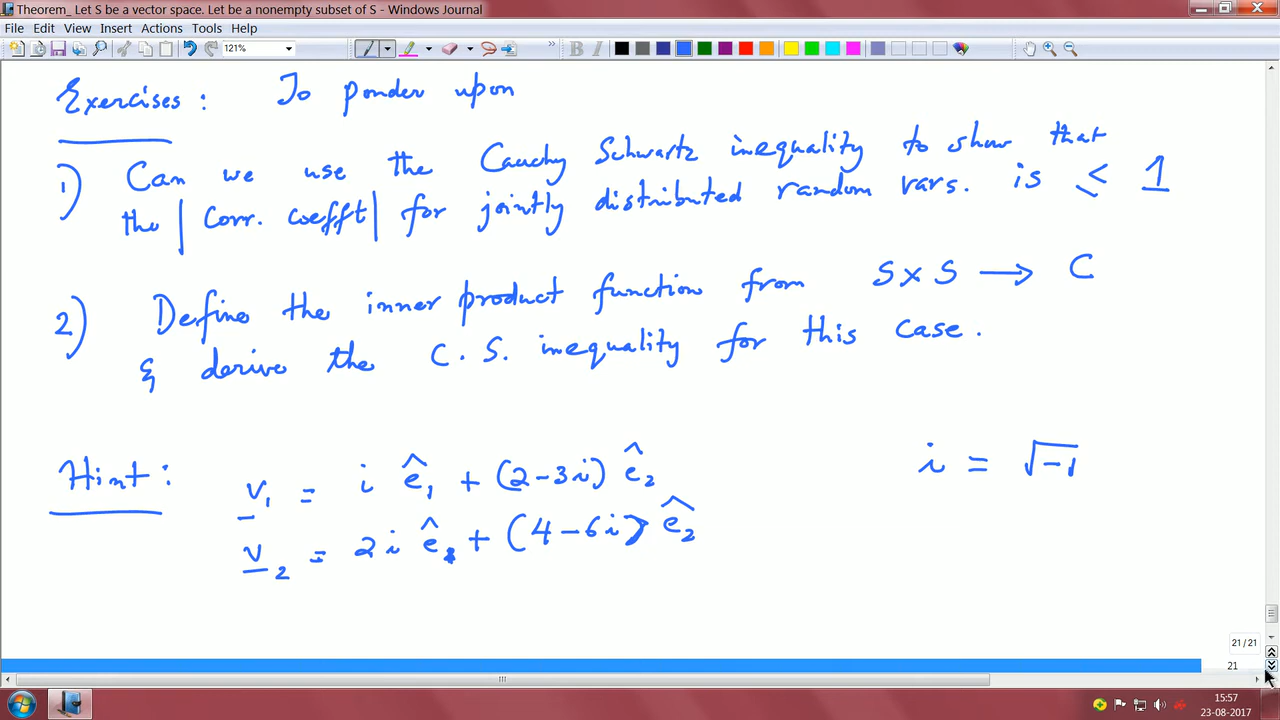 Theorem_ Let S be a vector space. Let be a nonempty subset of S - Windows Journal
File Edit View Insert Actions Tools Help
121%
Exercises : To ponder upon
1) Can we use the Cauchy Schwartz inequality to show that
the | Corr. coefft | for jointly distributed random vars. is < 1
2) Define the inner product function from S x S → C
& derive the C. S. inequality for this case.
Hint : v1 = i ê1 + (2-3i) ê2 i = √-1
v2 = 2i ê1 + (4-6i) ê2
21 / 21
21
15:57
23-08-2017